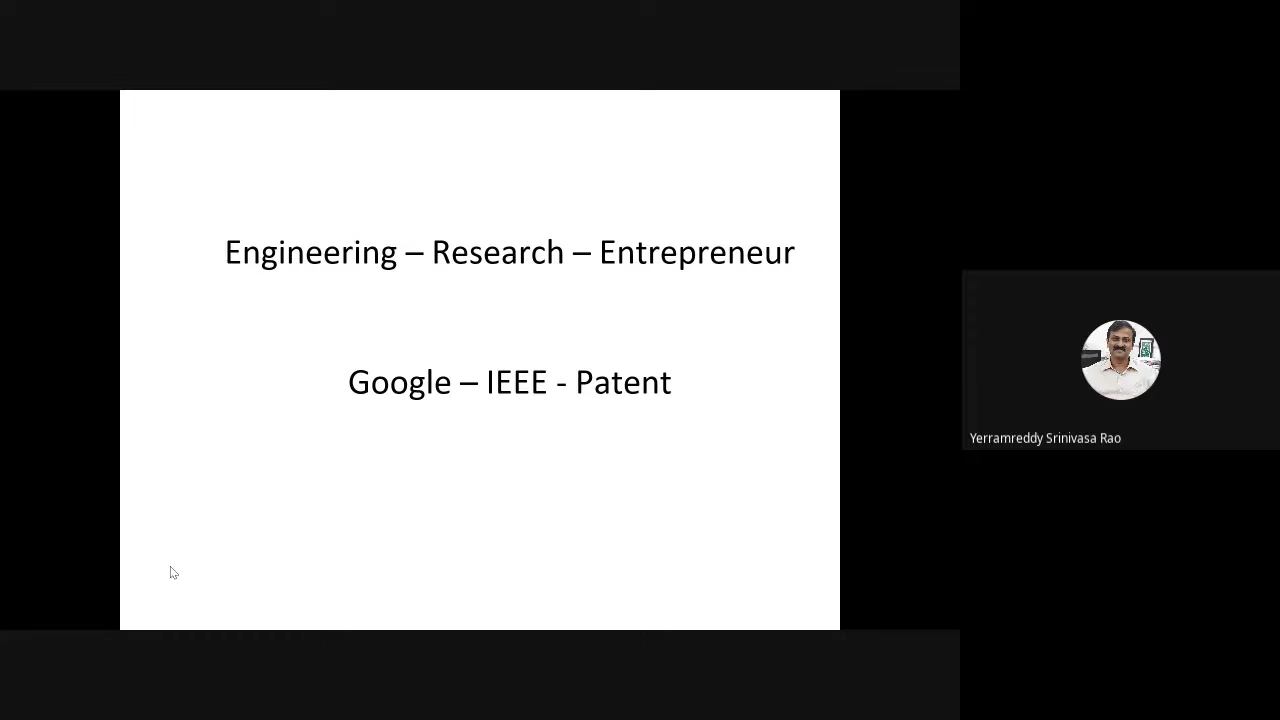 Engineering – Research – Entrepreneur
Google – IEEE - Patent
Yerramreddy Srinivasa Rao